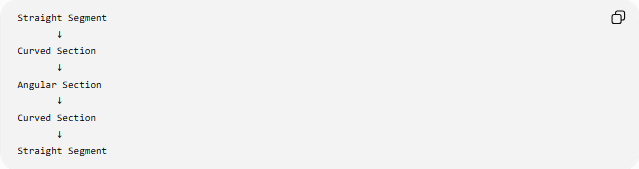 Straight Segment
↓
Curved Section
↓
Angular Section
↓
Curved Section
↓
Straight Segment